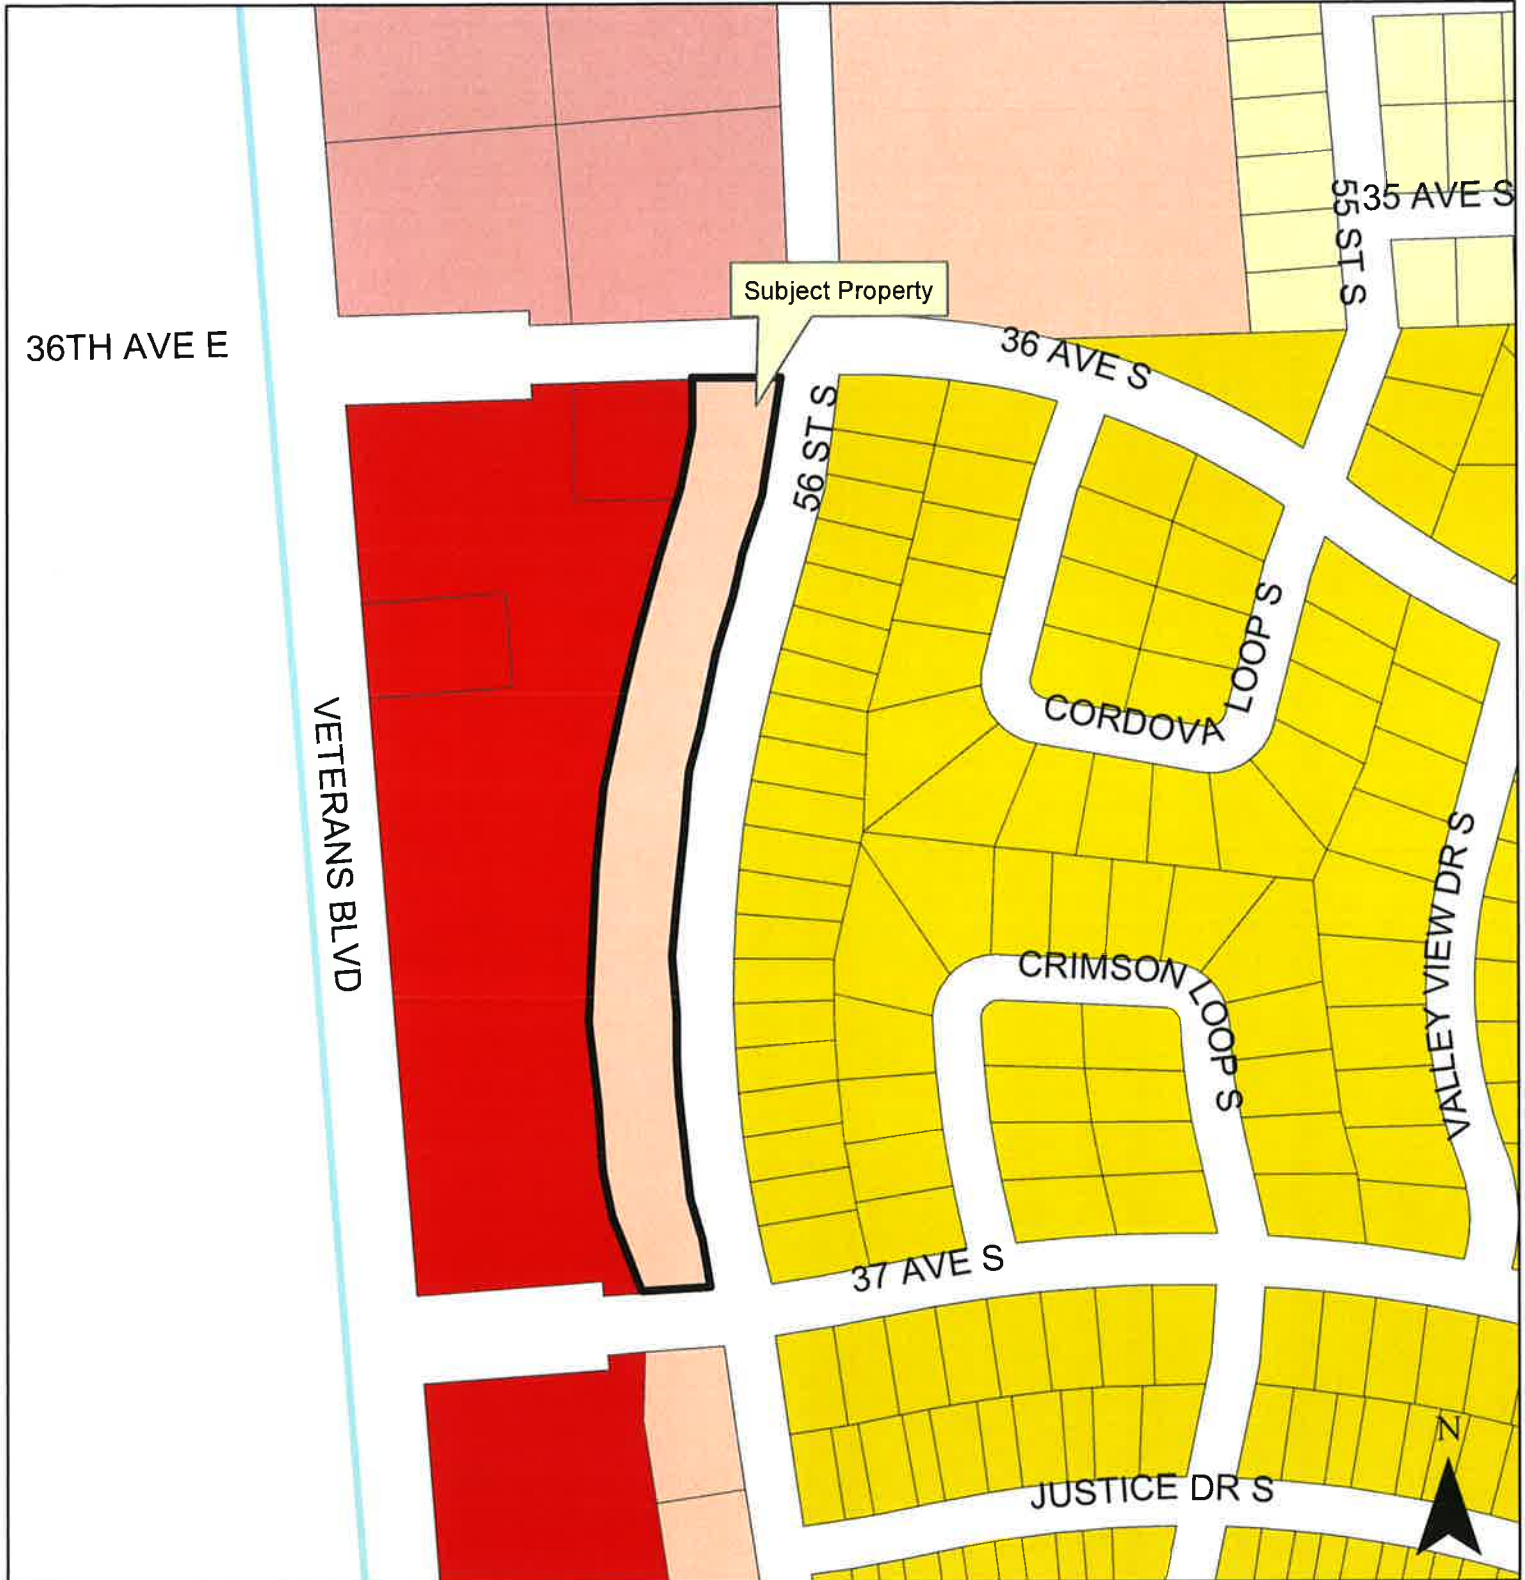 35 AVE S
55 ST S
Subject Property
36TH AVE E
36 AVE S
56 ST S
LOOP S
CORDOVA
VETERANS BLVD
VALLEY VIEW DR S
CRIMSON
LOOP S
37 AVE S
N
JUSTICE DR S